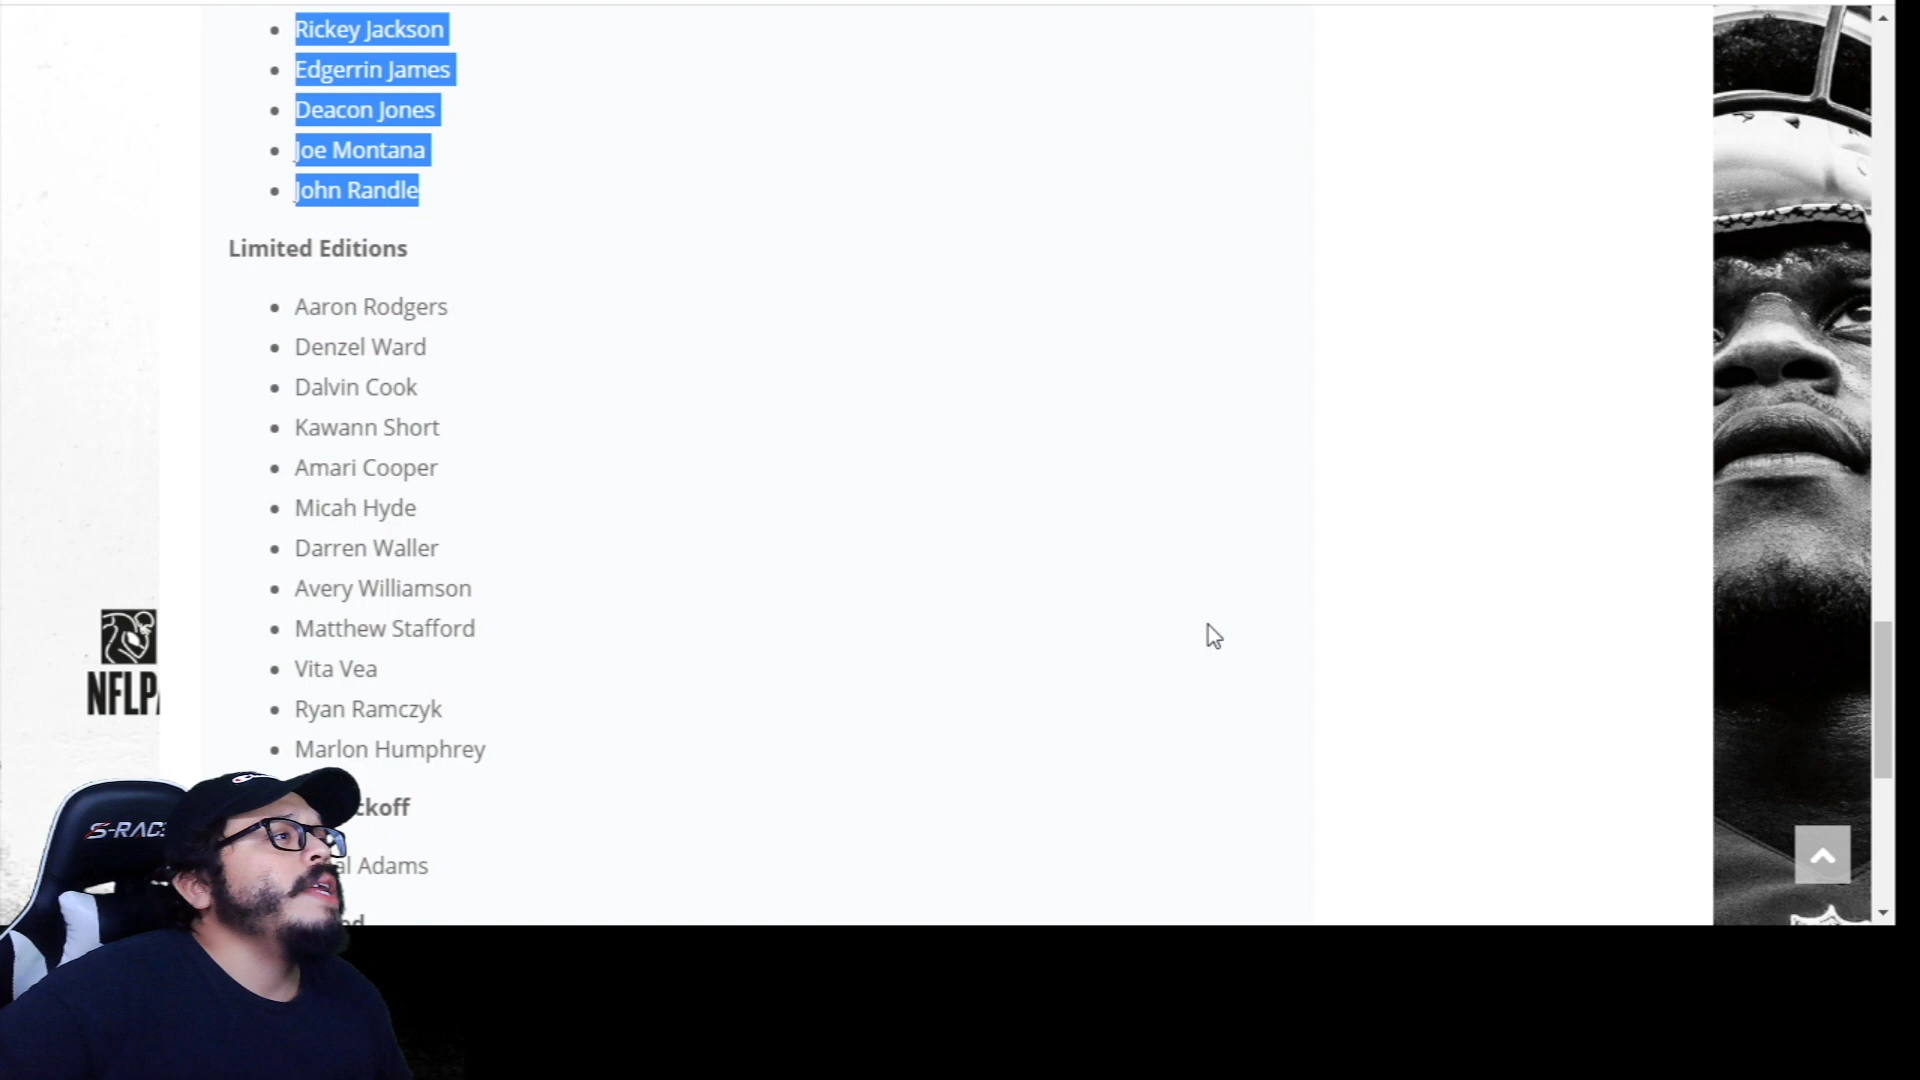 Rickey Jackson
Edgerrin James
Deacon Jones
Joe Montana
John Randle
Limited Editions
Aaron Rodgers
Denzel Ward
Dalvin Cook
Kawann Short
Amari Cooper
Micah Hyde
Darren Waller
Avery Williamson
Matthew Stafford
Vita Vea
Ryan Ramczyk
Marlon Humphrey
Adams
NFLPA
S-RAC